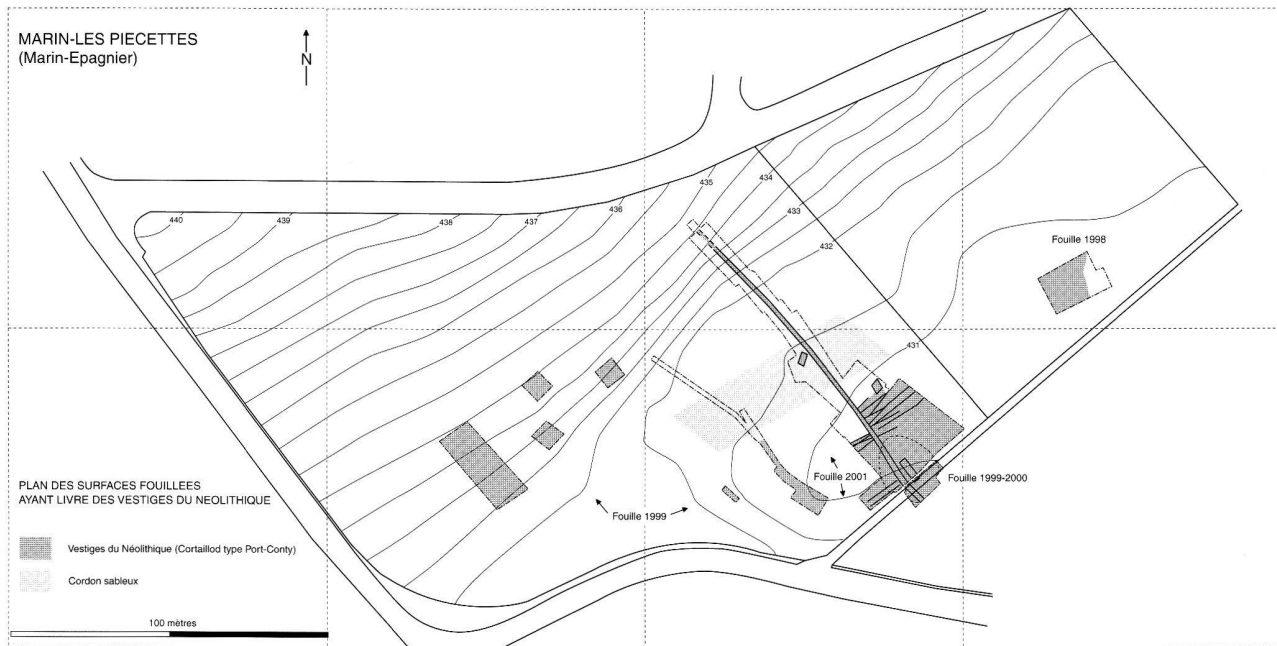 MARIN-LES PIECETTES
(Marin-Epagnier)
N
440
439
438
437
436
435
434
433
432
431
Fouille 1998
Fouille 2001
Fouille 1999-2000
Fouille 1999
PLAN DES SURFACES FOUILLEES
AYANT LIVRE DES VESTIGES DU NEOLITHIQUE
Vestiges du Néolithique (Cortaillod type Port-Conty)
Cordon sableux
100 mètres